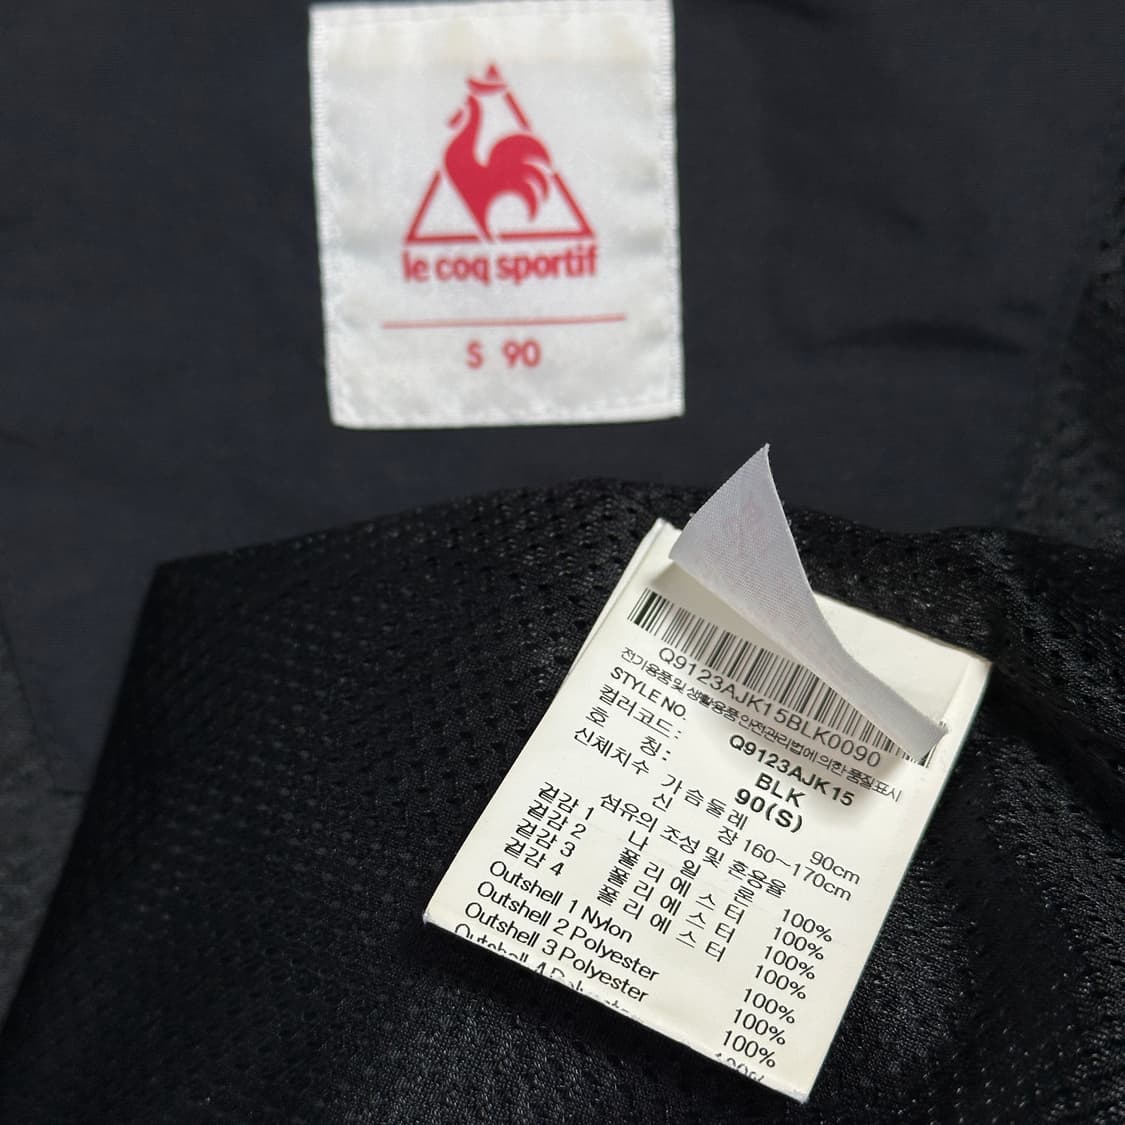 le coq sportif
S 90
Q9123AJK15BLK0090
전기용품및생활용품안전관리법에의한품질표시
STYLE NO. Q9123AJK15
컬러코드: BLK
호 칭: 90(S)
신체치수 가슴둘레 90cm
신 장 160~170cm
섬유의 조성 및 혼용율
겉감 1 나 일 론 100%
겉감 2 폴리에스터 100%
겉감 3 폴리에스터 100%
겉감 4 폴리에스터 100%
Outshell 1 Nylon 100%
Outshell 2 Polyester 100%
Outshell 3 Polyester 100%
Outshell 4 100%